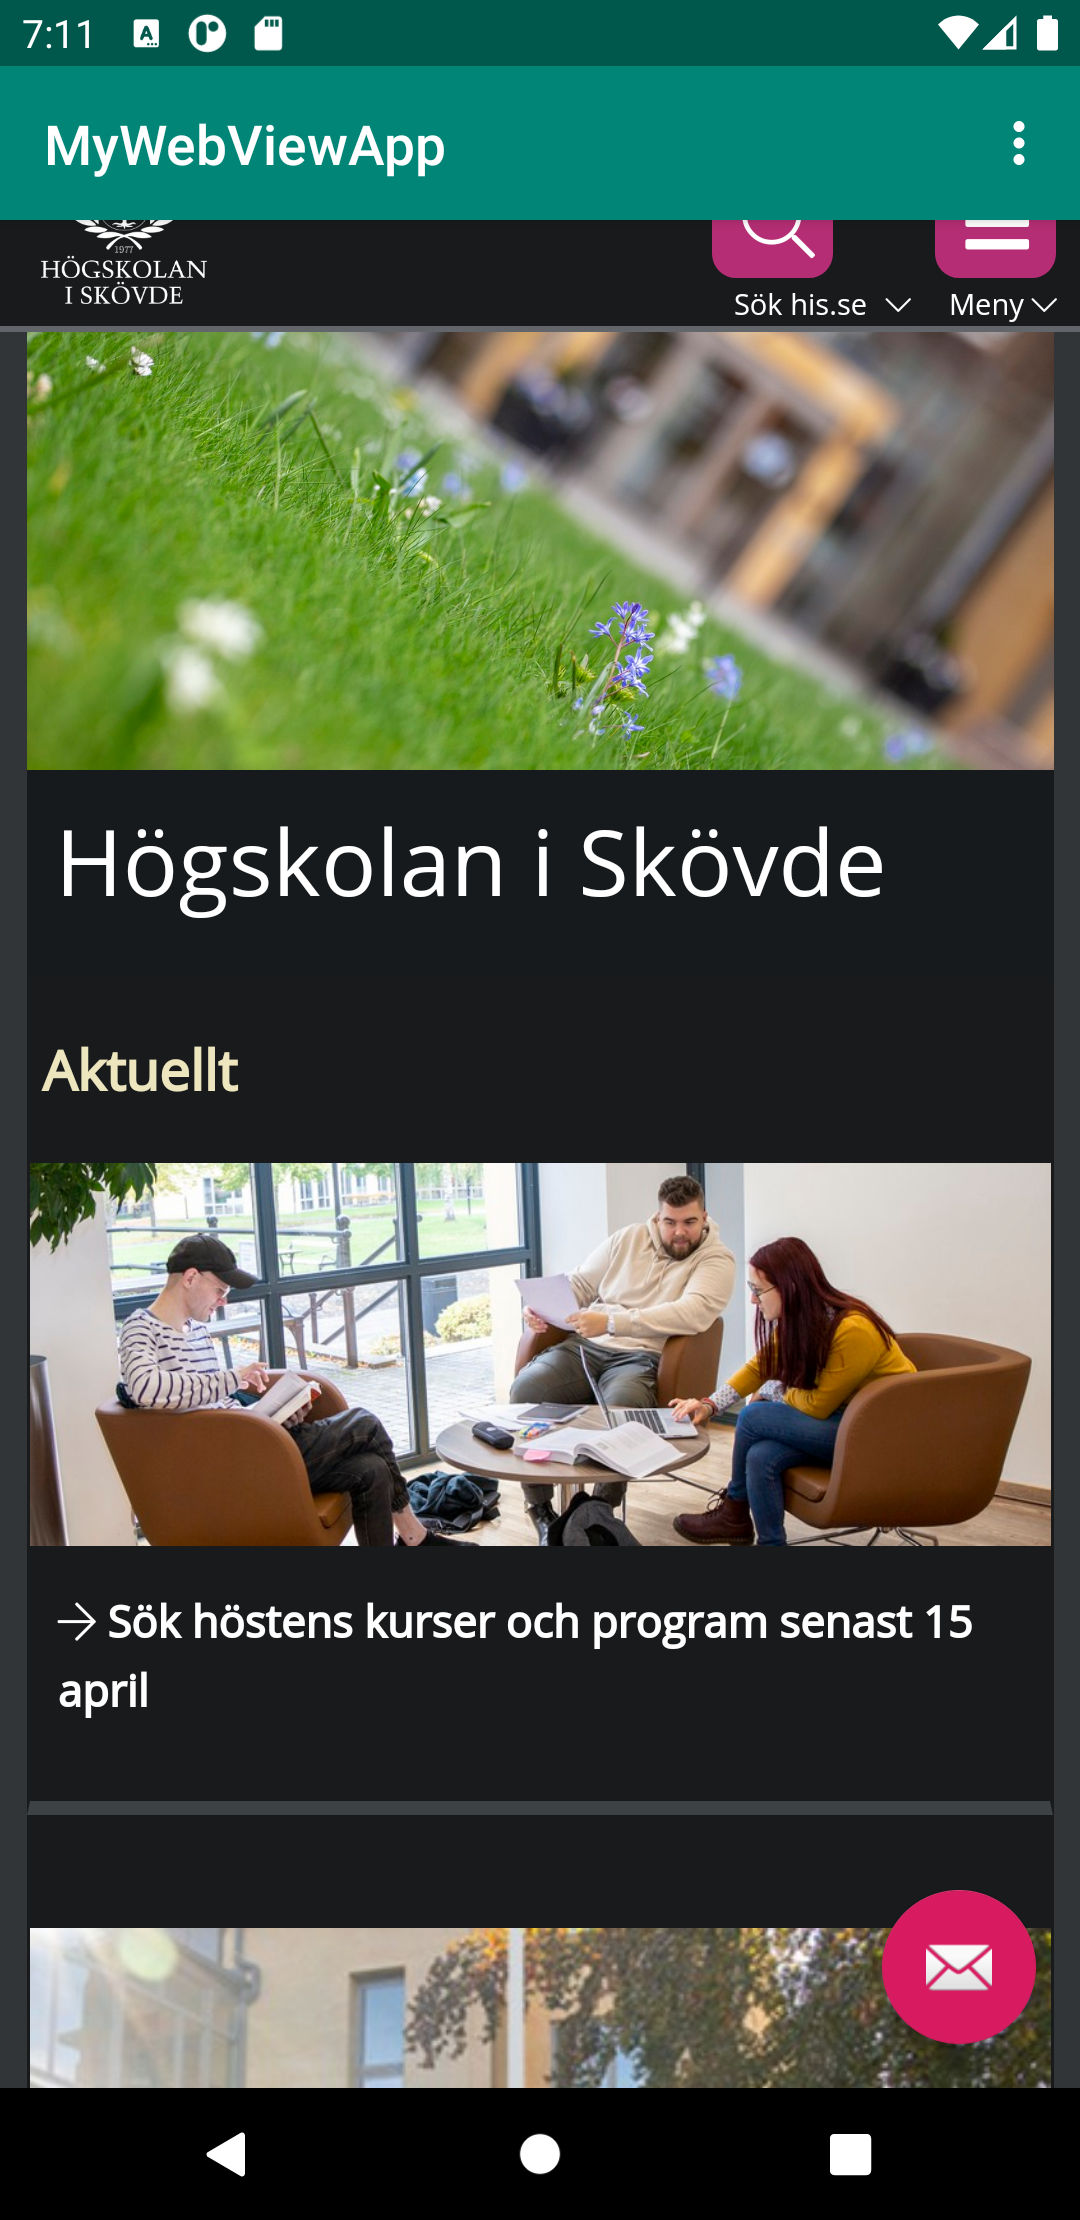 7:11
MyWebViewApp
1977
HÖGSKOLAN
I SKÖVDE
Sök his.se
Meny
Högskolan i Skövde
Aktuellt
→ Sök höstens kurser och program senast 15
april